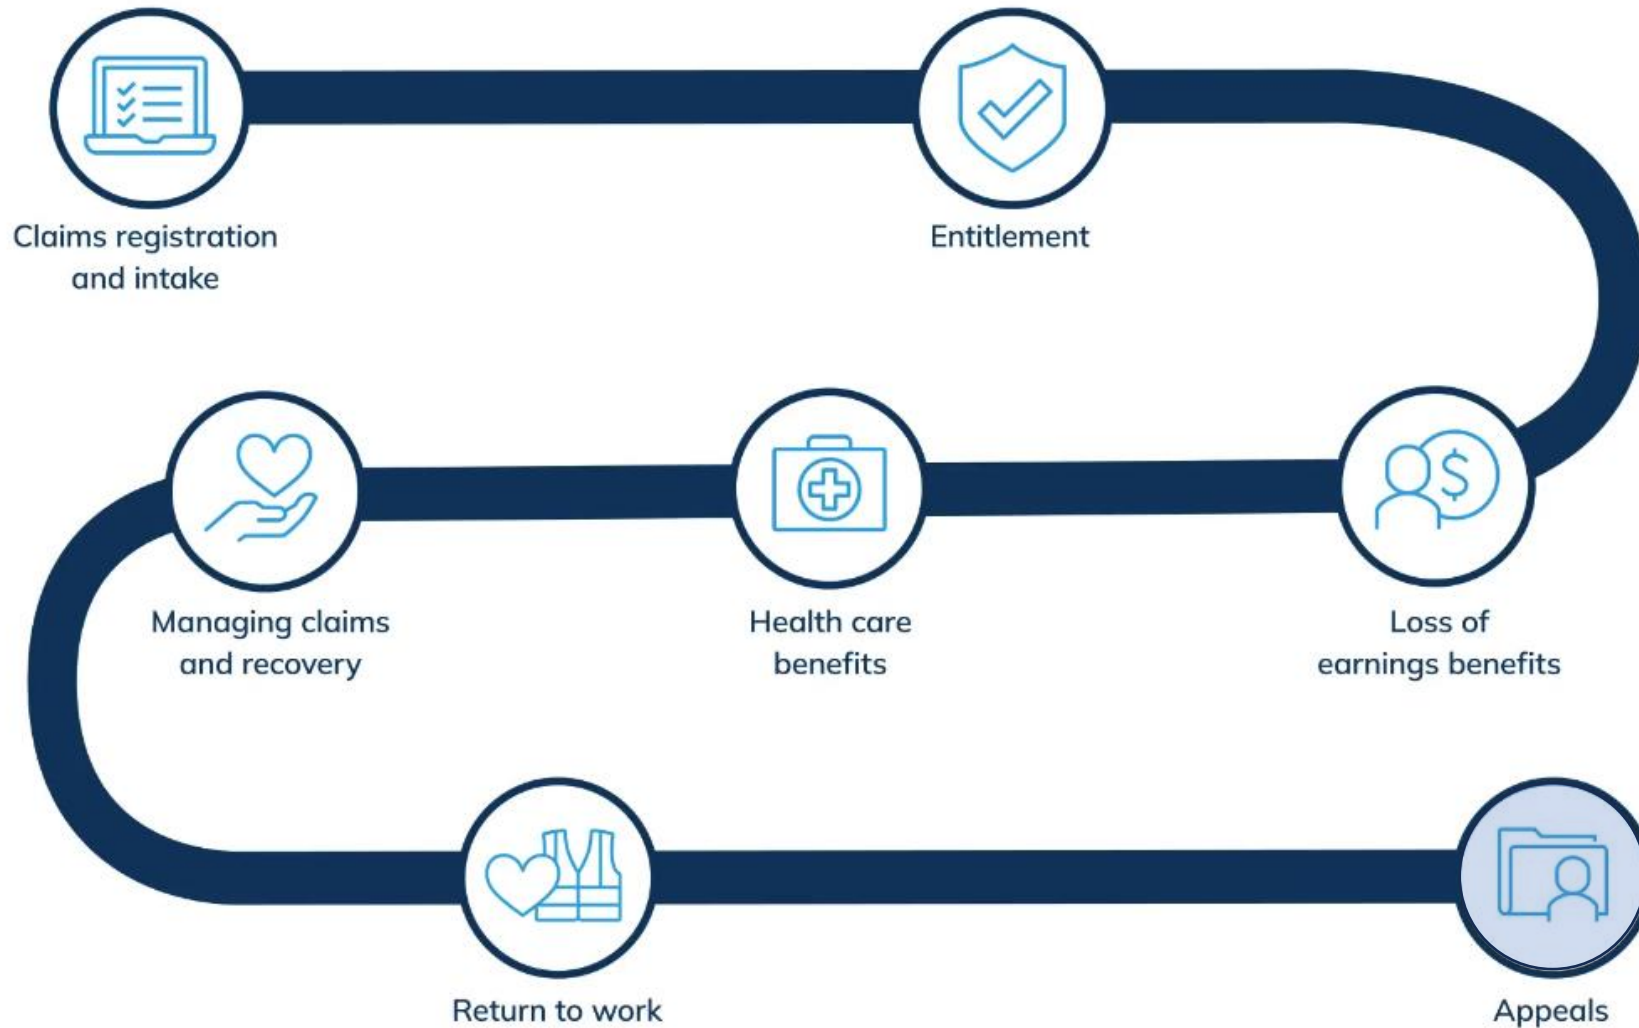 Claims registration
and intake
Entitlement
Managing claims
and recovery
Health care
benefits
$
Loss of
earnings benefits
Return to work
Appeals